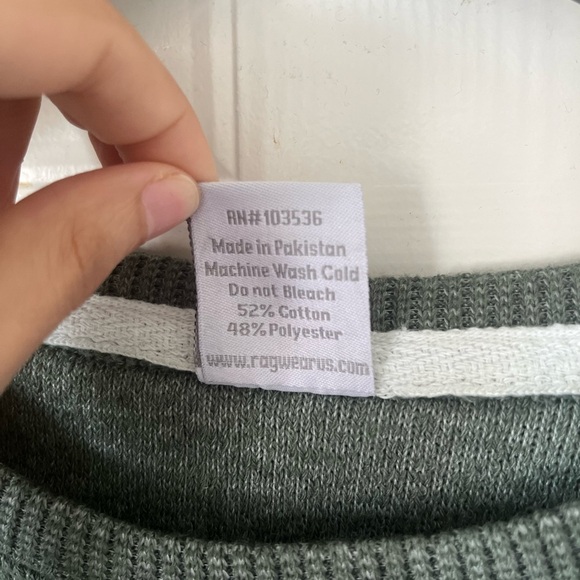 RN#103536
Made in Pakistan
Machine Wash Cold
Do not Bleach
52% Cotton
48% Polyester
www.ragwearus.com